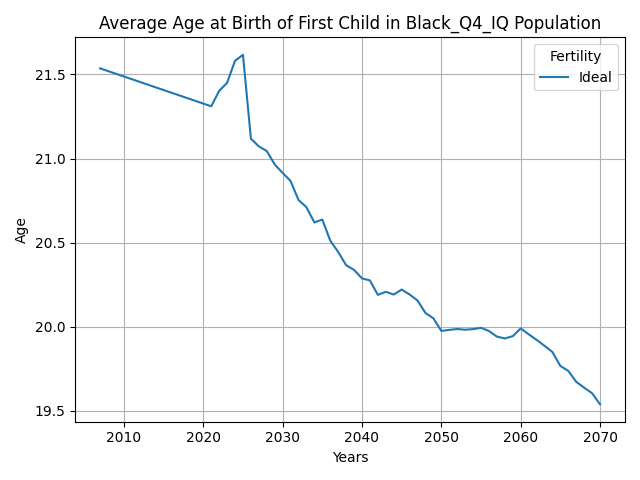 Average Age at Birth of First Child in Black_Q4_IQ Population
Fertility
Ideal
21.5
21.0
20.5
20.0
19.5
Age
2010 2020 2030 2040 2050 2060 2070
Years